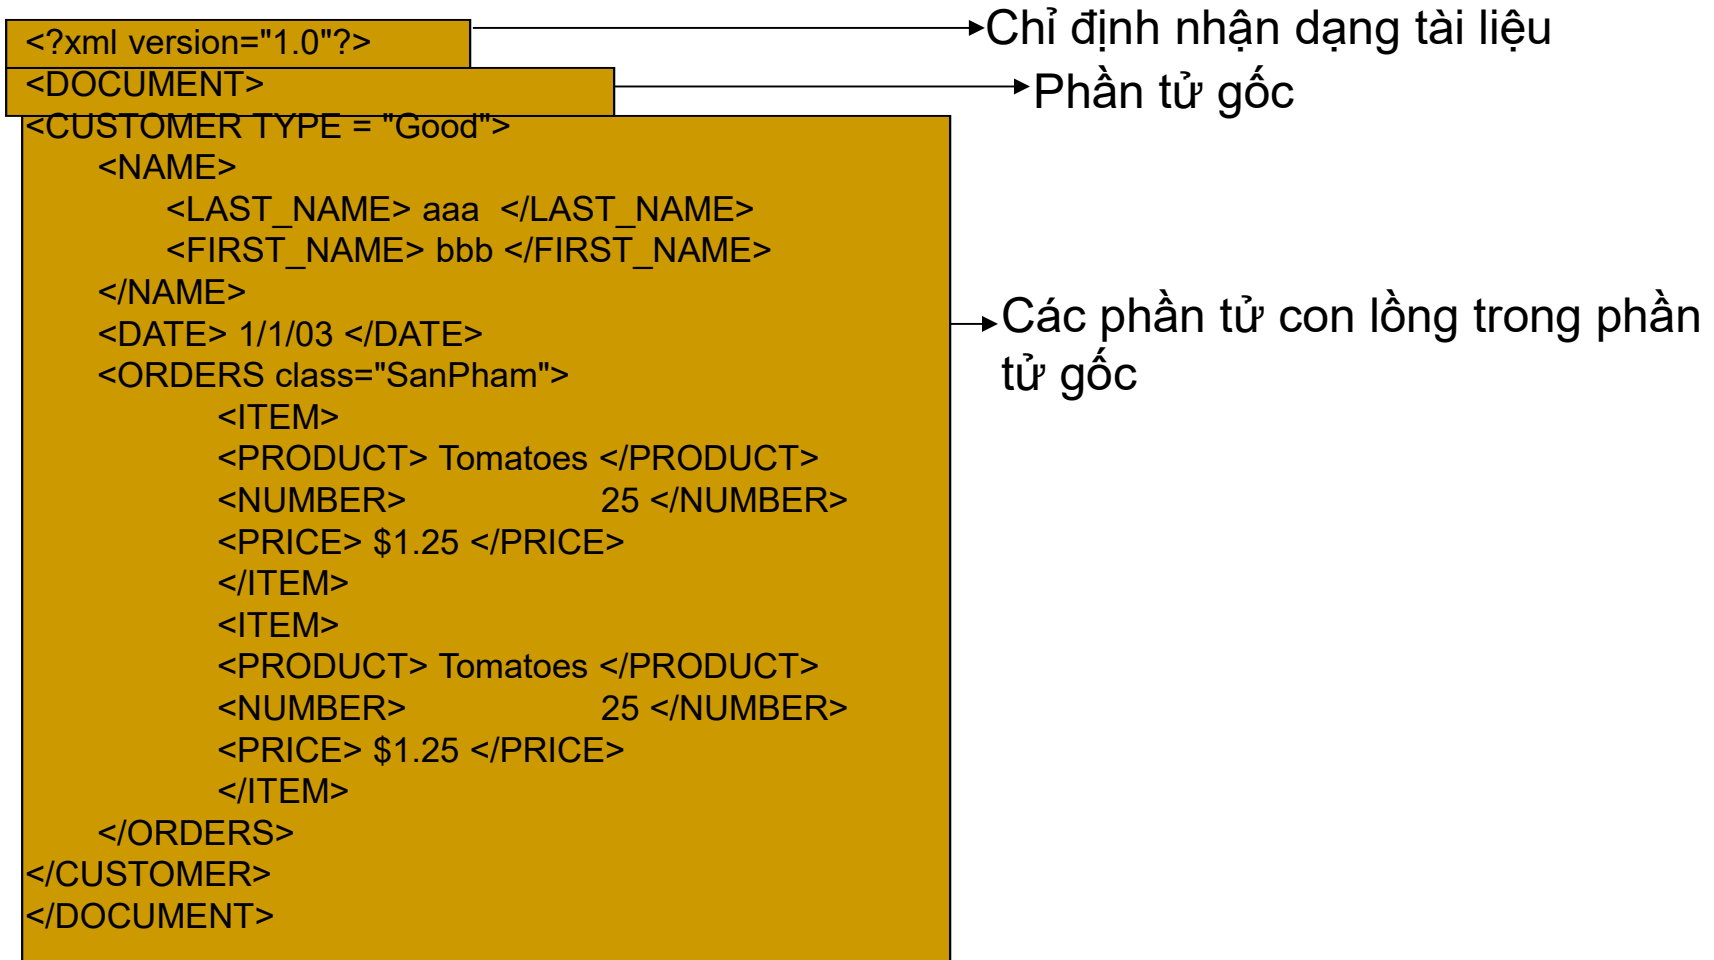 <?xml version="1.0"?>
Chỉ định nhận dạng tài liệu
<DOCUMENT>
Phần tử gốc
<CUSTOMER TYPE = "Good">
<NAME>
<LAST_NAME> aaa  </LAST_NAME>
<FIRST_NAME> bbb </FIRST_NAME>
</NAME>
<DATE> 1/1/03 </DATE>
<ORDERS class="SanPham">
<ITEM>
<PRODUCT> Tomatoes </PRODUCT>
<NUMBER> 25 </NUMBER>
<PRICE> $1.25 </PRICE>
</ITEM>
<ITEM>
<PRODUCT> Tomatoes </PRODUCT>
<NUMBER> 25 </NUMBER>
<PRICE> $1.25 </PRICE>
</ITEM>
</ORDERS>
</CUSTOMER>
</DOCUMENT>
Các phần tử con lồng trong phần
tử gốc